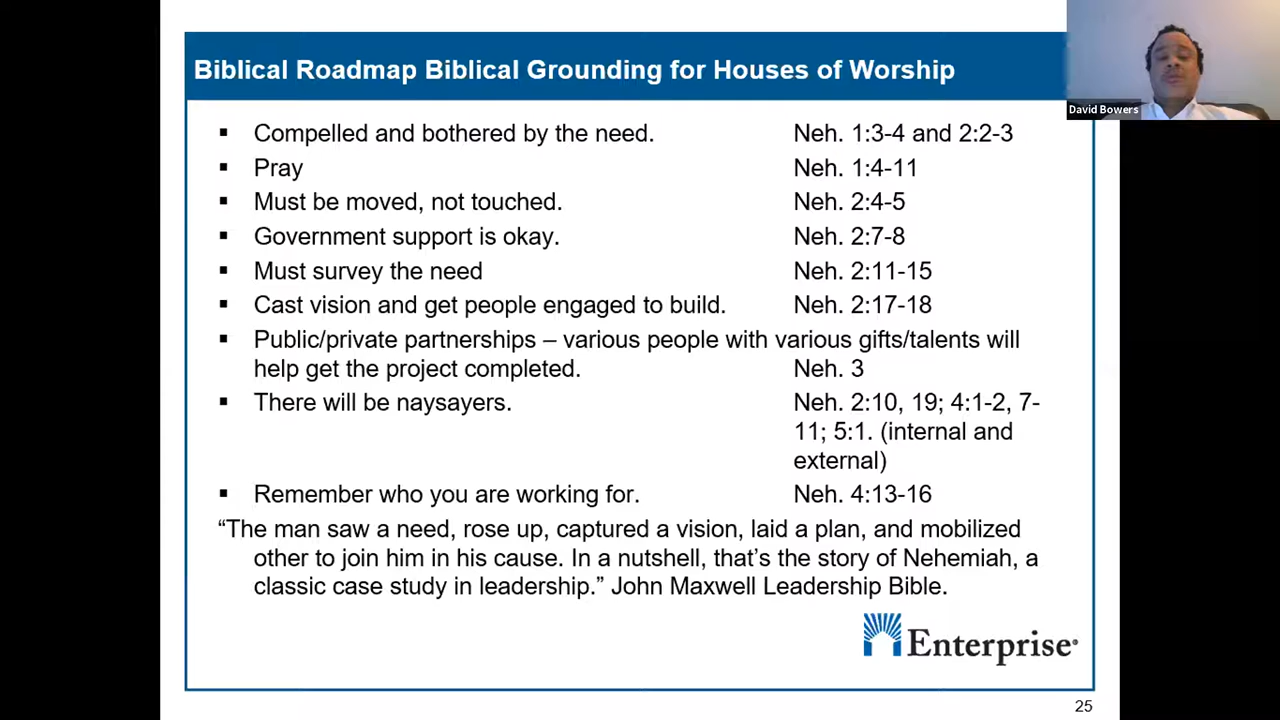 Biblical Roadmap Biblical Grounding for Houses of Worship
David Bowers
▪ Compelled and bothered by the need. Neh. 1:3-4 and 2:2-3
▪ Pray Neh. 1:4-11
▪ Must be moved, not touched. Neh. 2:4-5
▪ Government support is okay. Neh. 2:7-8
▪ Must survey the need Neh. 2:11-15
▪ Cast vision and get people engaged to build. Neh. 2:17-18
▪ Public/private partnerships – various people with various gifts/talents will
help get the project completed. Neh. 3
▪ There will be naysayers. Neh. 2:10, 19; 4:1-2, 7-
11; 5:1. (internal and
external)
▪ Remember who you are working for. Neh. 4:13-16
“The man saw a need, rose up, captured a vision, laid a plan, and mobilized
other to join him in his cause. In a nutshell, that’s the story of Nehemiah, a
classic case study in leadership.” John Maxwell Leadership Bible.
Enterprise®
25